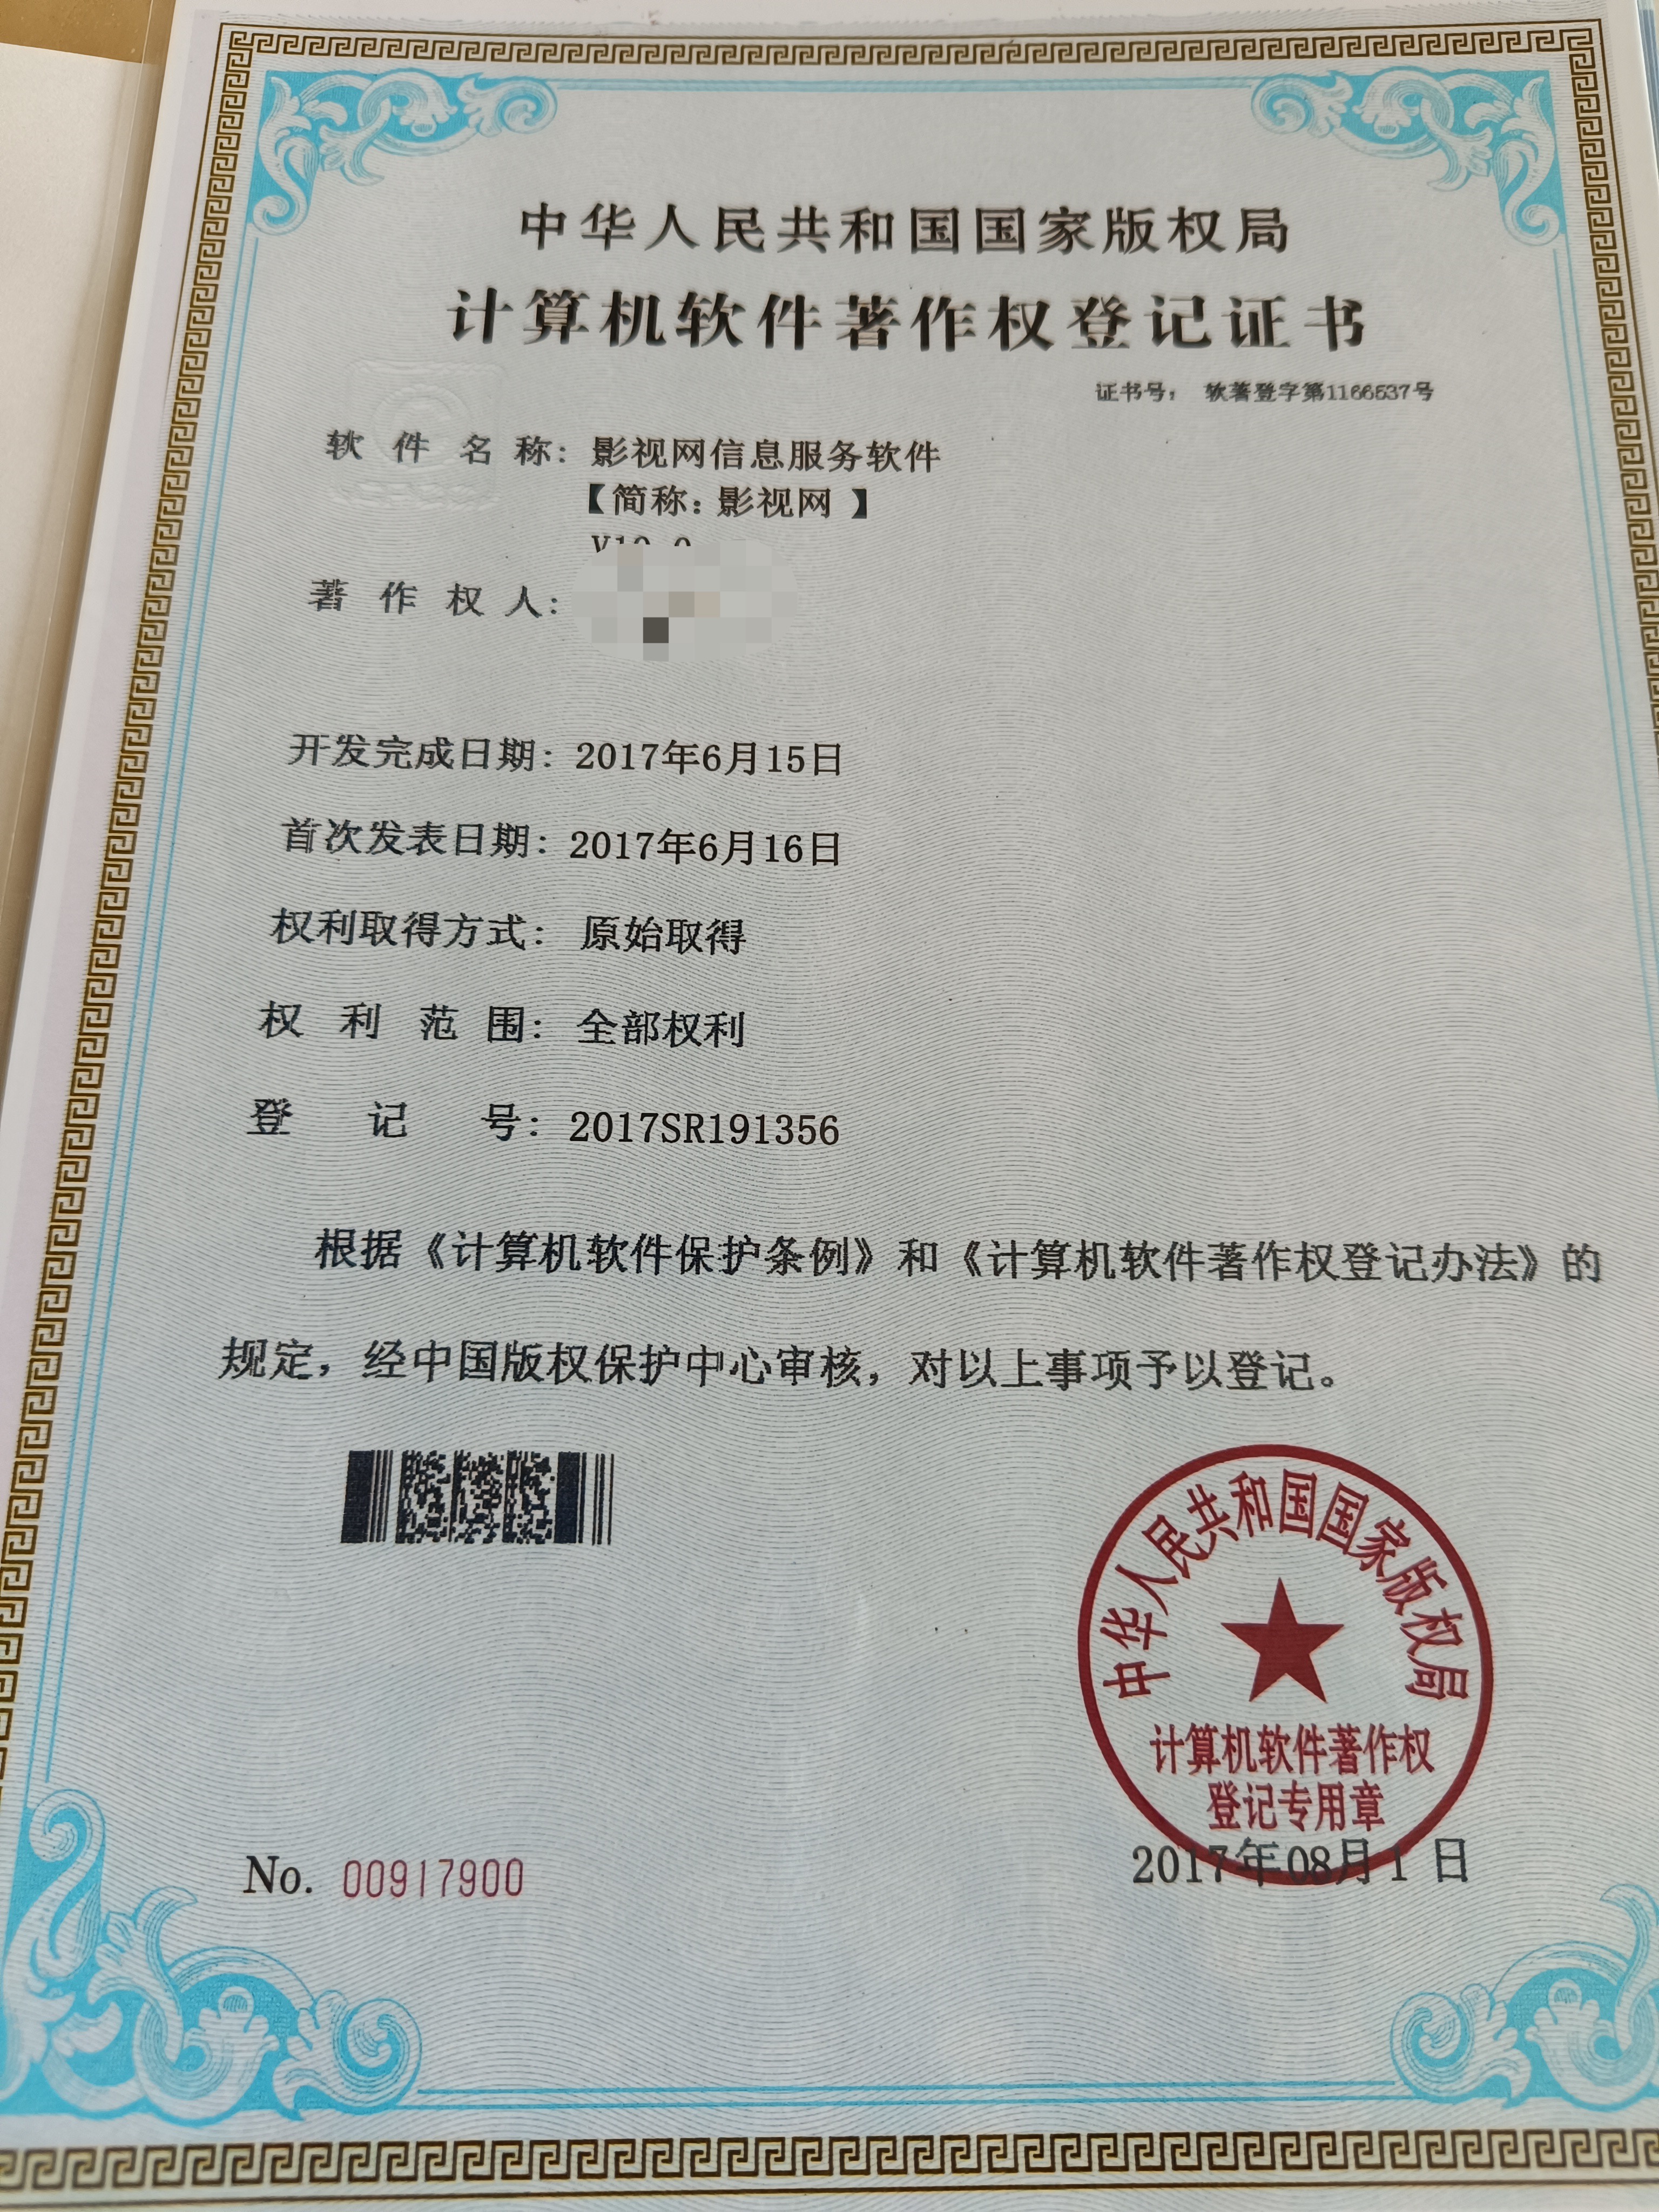 中华人民共和国国家版权局
计算机软件著作权登记证书
证书号： 软著登字第1166537号
软件名称： 影视网信息服务软件
【简称：影视网 】
V10.0
著作权人：
开发完成日期： 2017年6月15日
首次发表日期： 2017年6月16日
权利取得方式： 原始取得
权利范围： 全部权利
登记号： 2017SR191356
根据《计算机软件保护条例》和《计算机软件著作权登记办法》的
规定，经中国版权保护中心审核，对以上事项予以登记。
中华人民共和国国家版权局
计算机软件著作权
登记专用章
2017年08月1日
No. 00917900